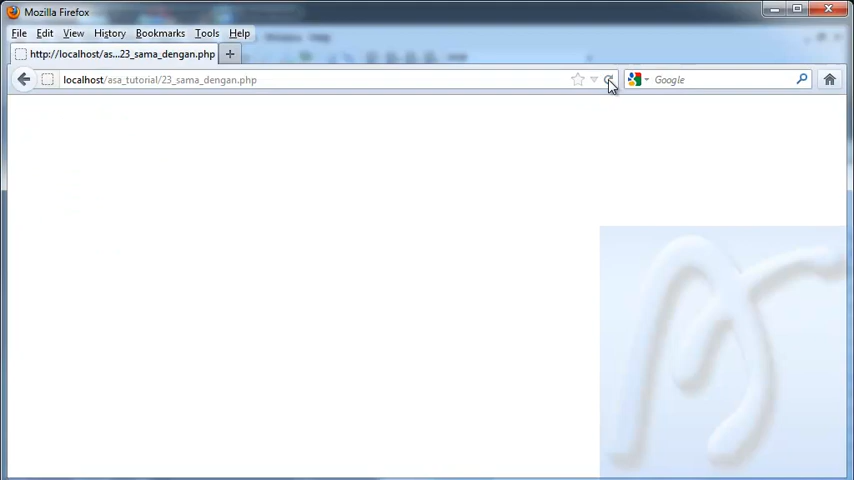 Mozilla Firefox
File Edit View History Bookmarks Tools Help
http://localhost/as...23_sama_dengan.php
localhost/asa_tutorial/23_sama_dengan.php
Google